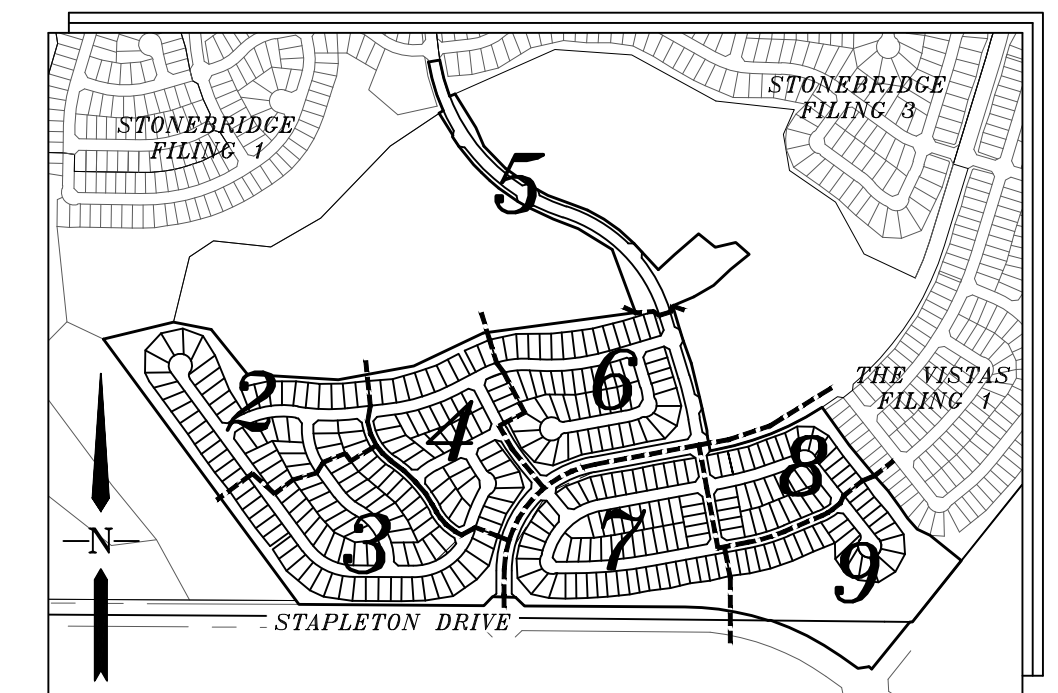 STONEBRIDGE
FILING 3
STONEBRIDGE
FILING 1
5
6
THE VISTAS
FILING 1
2
4
8
7
3
N
9
STAPLETON DRIVE